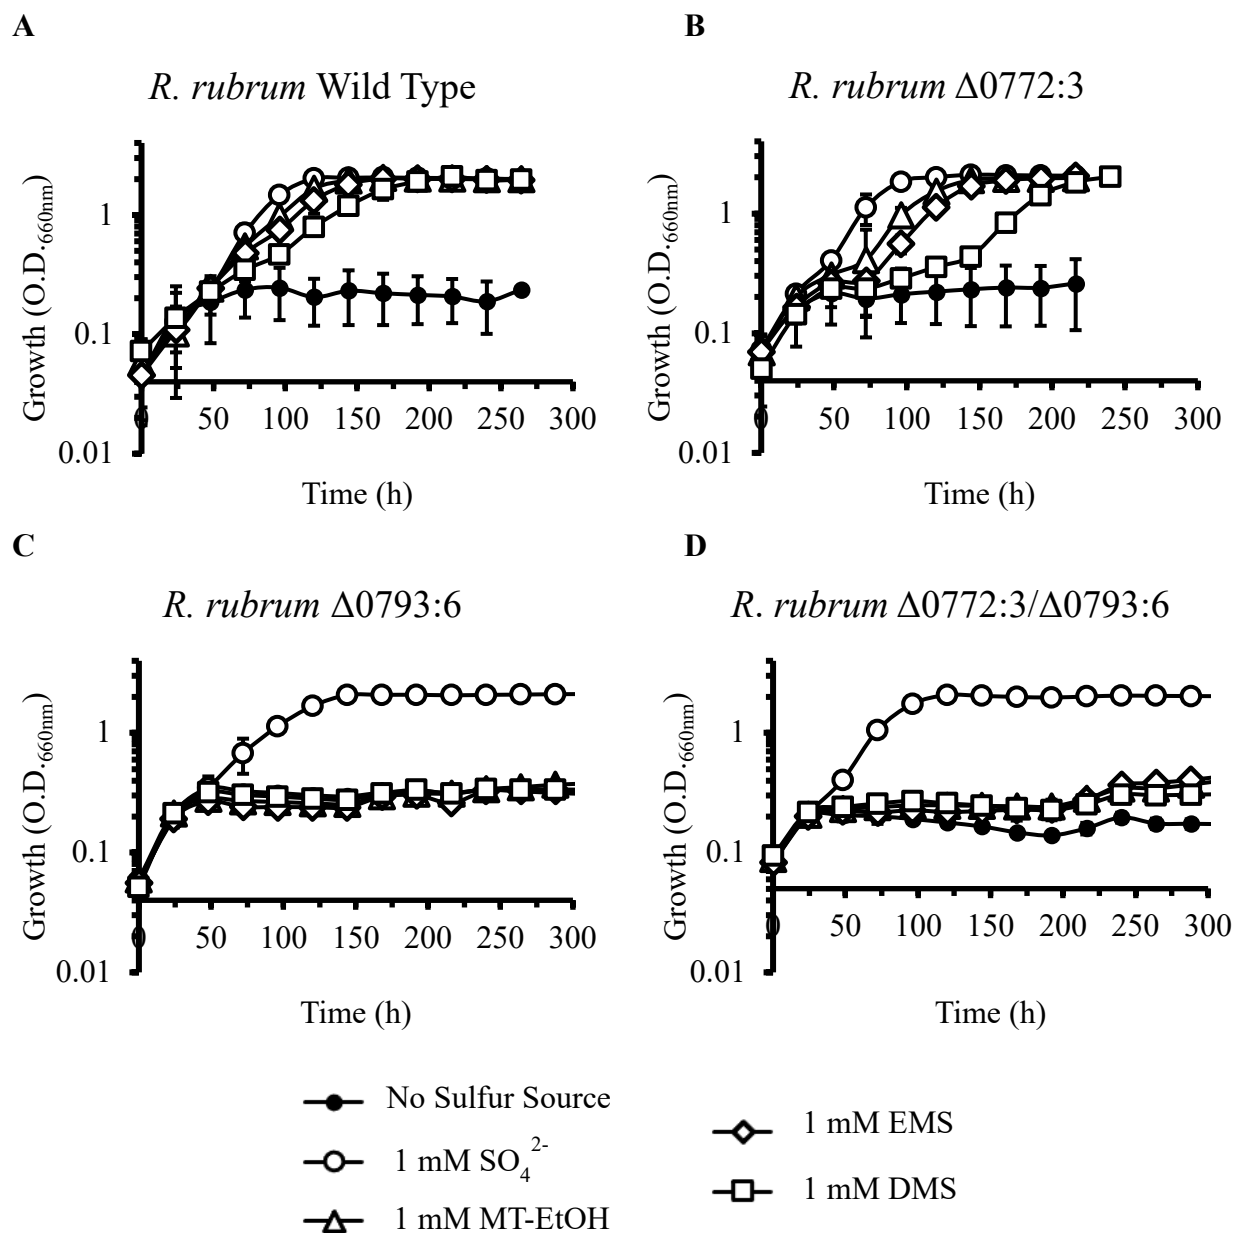 A
B
R. rubrum Wild Type
R. rubrum Δ0772:3
Growth (O.D.660nm)
1
0.1
0.01
0 50 100 150 200 250 300
Time (h)
Growth (O.D.660nm)
1
0.1
0.01
0 50 100 150 200 250 300
Time (h)
C
D
R. rubrum Δ0793:6
R. rubrum Δ0772:3/Δ0793:6
Growth (O.D.660nm)
1
0.1
0.01
0 50 100 150 200 250 300
Time (h)
Growth (O.D.660nm)
1
0.1
0.01
0 50 100 150 200 250 300
Time (h)
No Sulfur Source
1 mM SO4 2-
1 mM MT-EtOH
1 mM EMS
1 mM DMS